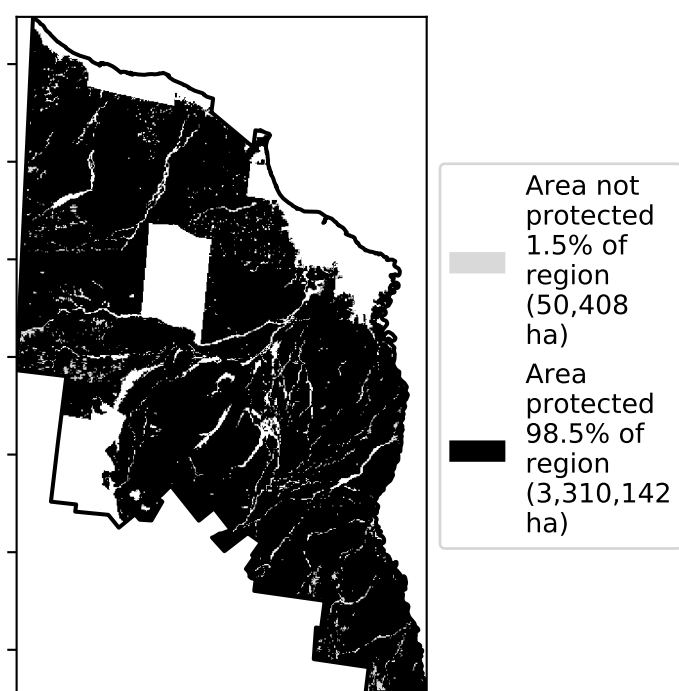 Area not
protected
1.5% of
region
(50,408
ha)
Area
protected
98.5% of
region
(3,310,142
ha)